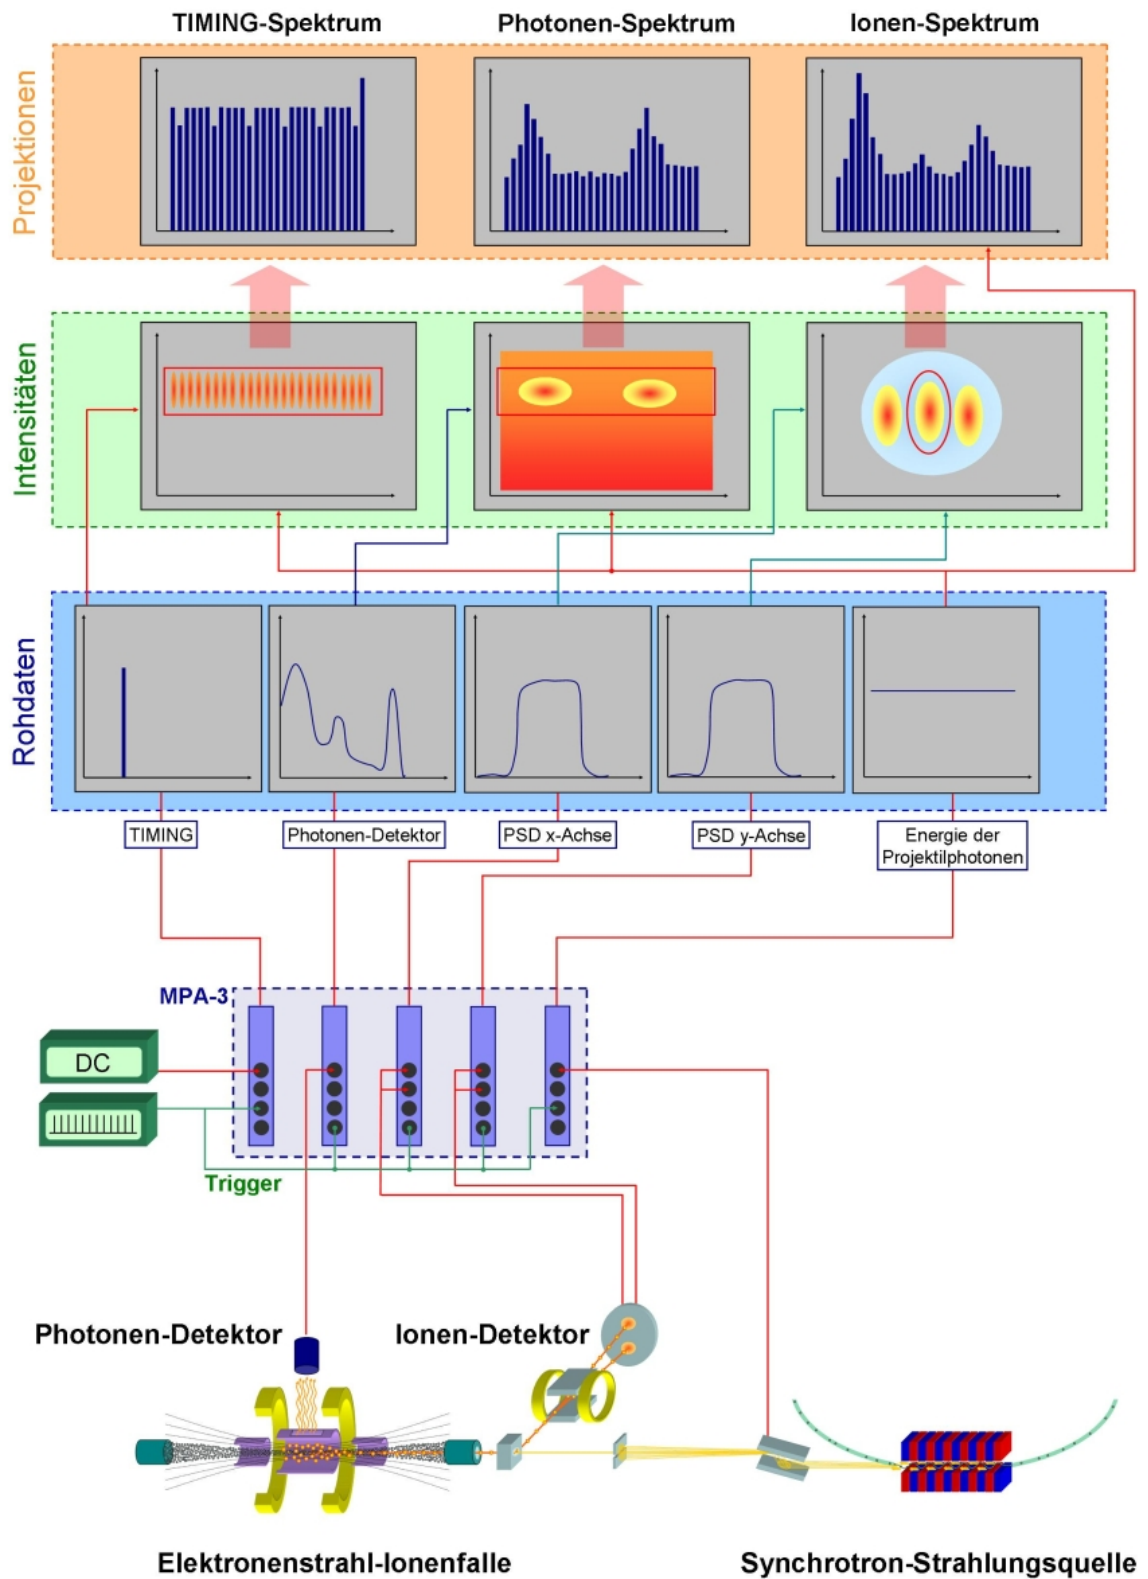 TIMING-Spektrum
Photonen-Spektrum
Ionen-Spektrum
Projektionen
Intensitäten
Rohdaten
TIMING
Photonen-Detektor
PSD x-Achse
PSD y-Achse
Energie der
Projektilphotonen
MPA-3
DC
Trigger
Photonen-Detektor
Ionen-Detektor
Elektronenstrahl-Ionenfalle
Synchrotron-Strahlungsquelle